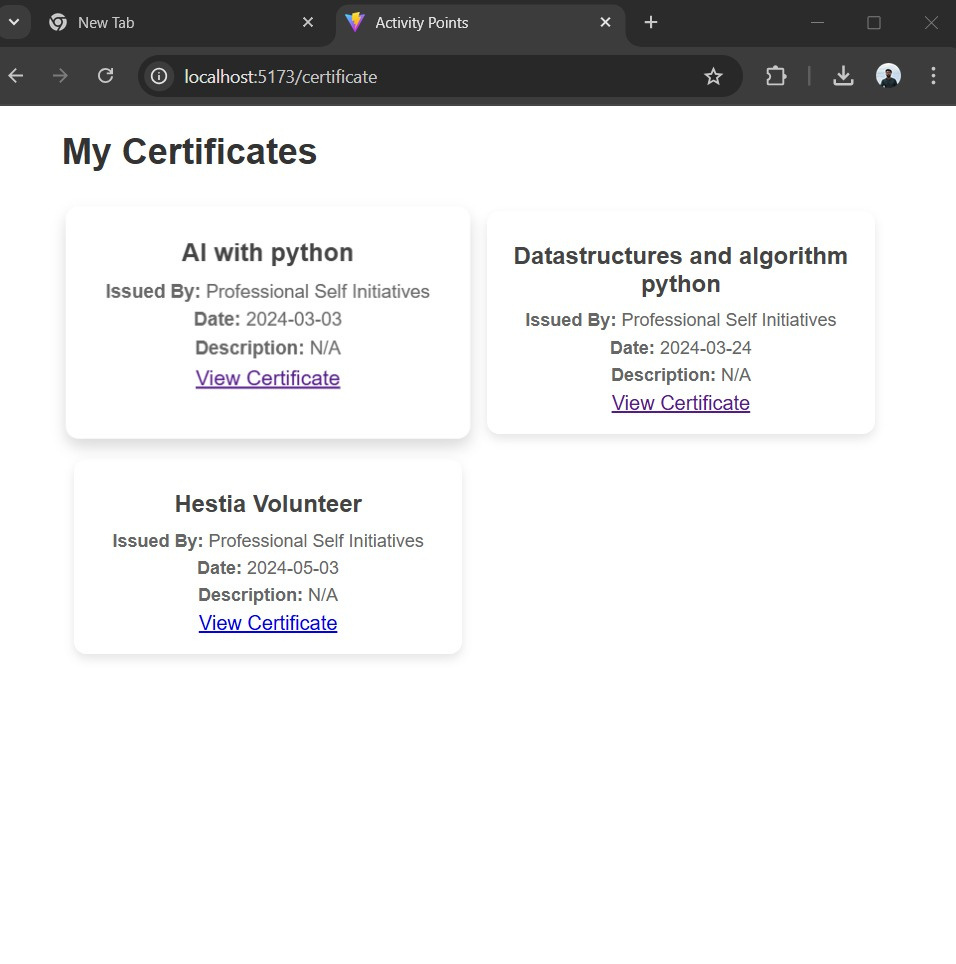 New Tab
Activity Points
localhost:5173/certificate
My Certificates
AI with python
Issued By: Professional Self Initiatives
Date: 2024-03-03
Description: N/A
View Certificate
Datastructures and algorithm
python
Issued By: Professional Self Initiatives
Date: 2024-03-24
Description: N/A
View Certificate
Hestia Volunteer
Issued By: Professional Self Initiatives
Date: 2024-05-03
Description: N/A
View Certificate